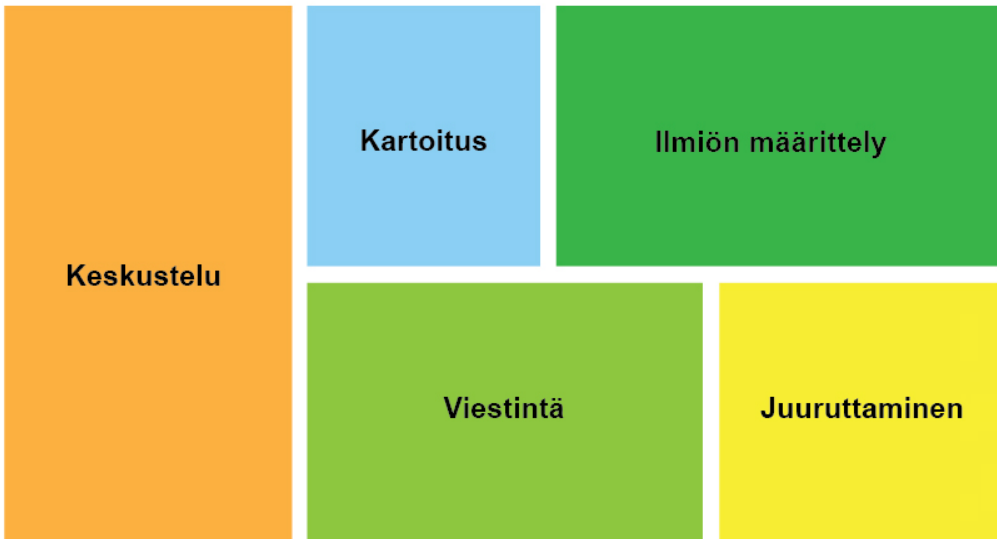 Keskustelu
Kartoitus
Ilmiön määrittely
Viestintä
Juuruttaminen